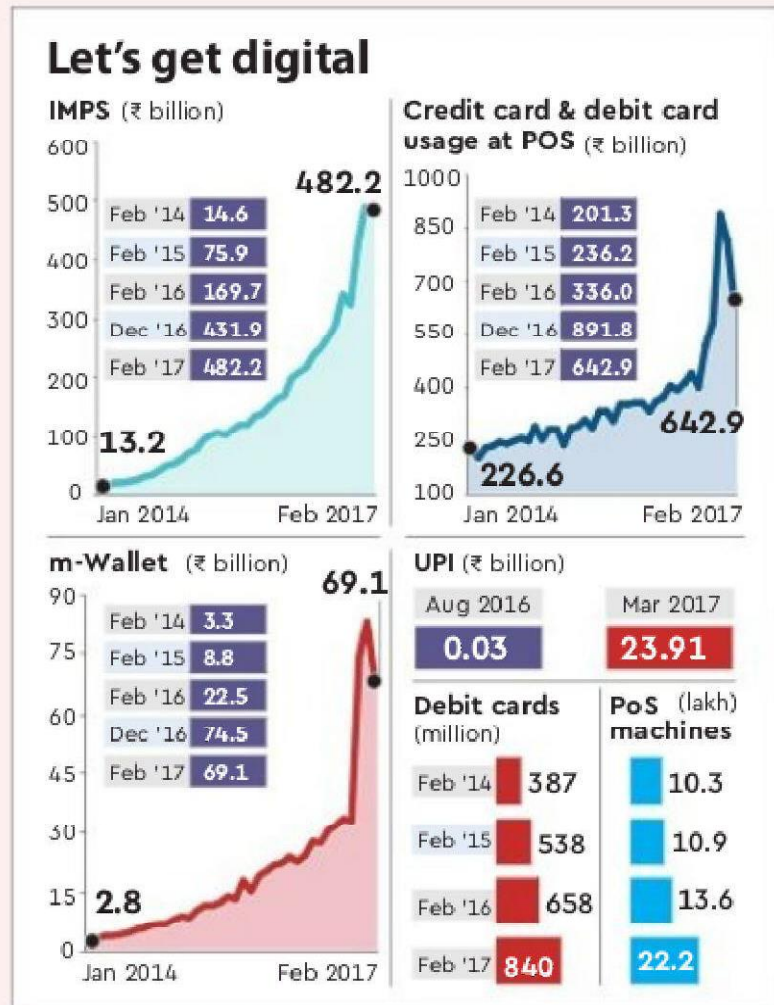 Let's get digital
IMPS (₹ billion)
600
500
400
300
200
100
0
482.2
Feb '14 14.6
Feb '15 75.9
Feb '16 169.7
Dec '16 431.9
Feb '17 482.2
13.2
Jan 2014 Feb 2017
Credit card & debit card
usage at POS (₹ billion)
1000
850
700
550
400
250
100
Feb '14 201.3
Feb '15 236.2
Feb '16 336.0
Dec '16 891.8
Feb '17 642.9
642.9
226.6
Jan 2014 Feb 2017
m-Wallet (₹ billion)
69.1
90
75
60
45
30
15
0
Feb '14 3.3
Feb '15 8.8
Feb '16 22.5
Dec '16 74.5
Feb '17 69.1
2.8
Jan 2014 Feb 2017
UPI (₹ billion)
Aug 2016 Mar 2017
0.03 23.91
Debit cards
(million)
Feb '14 387
Feb '15 538
Feb '16 658
Feb '17 840
PoS (lakh)
machines
10.3
10.9
13.6
22.2